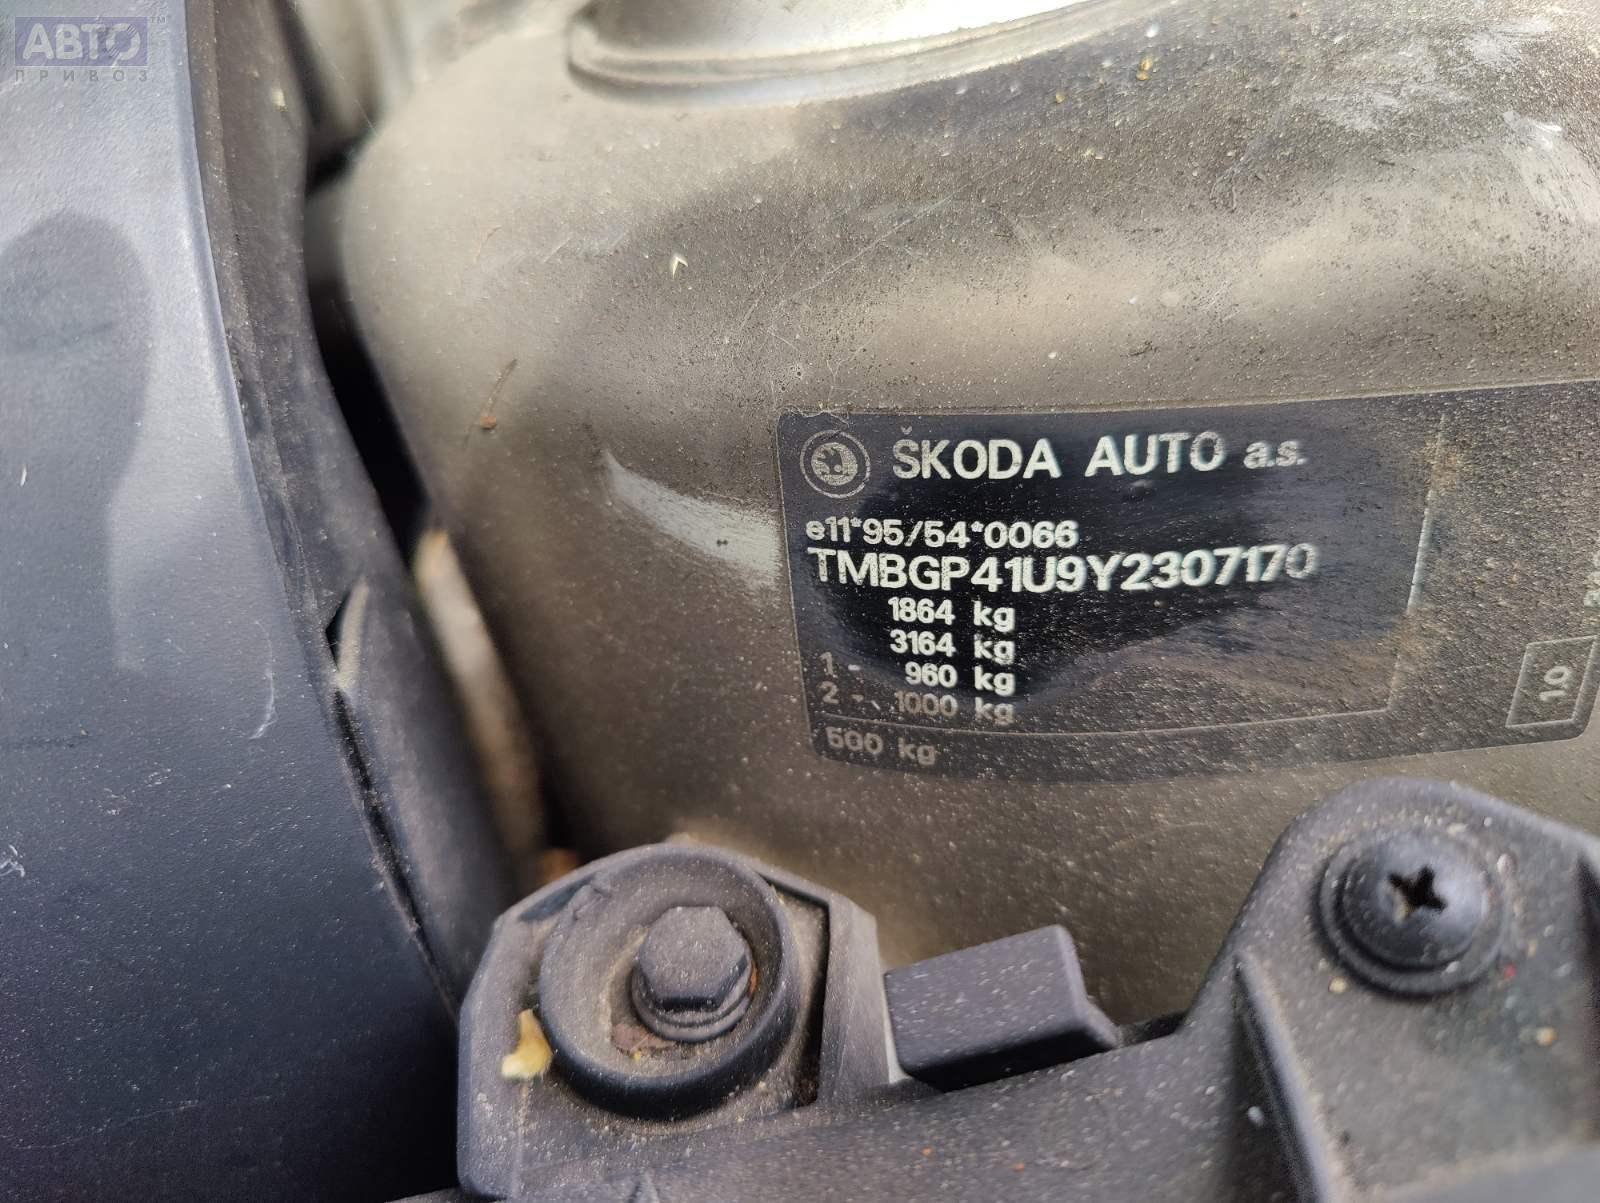 АВТО
™
ПРИВОЗ
ŠKODA AUTO a.s.
e11*95/54*0066
TMBGP41U9Y2307170
1864 kg
3164 kg
1 - 960 kg
2 - 1000 kg
500 kg
10